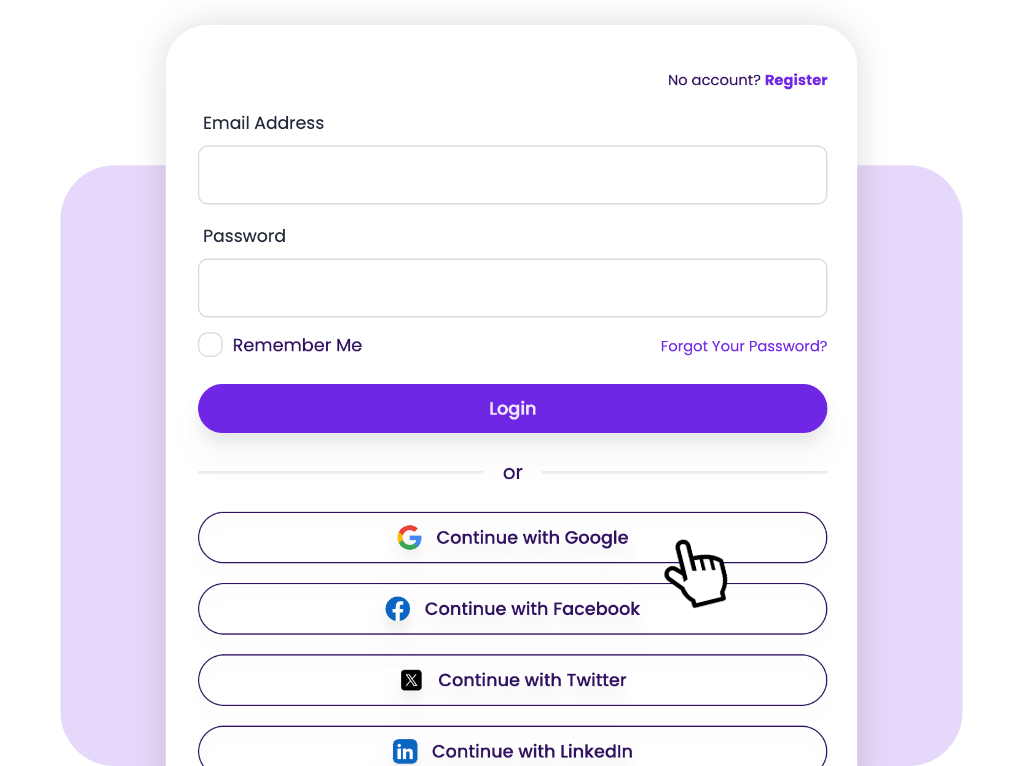 No account? Register
Email Address
Password
Remember Me
Forgot Your Password?
Login
or
Continue with Google
Continue with Facebook
Continue with Twitter
Continue with LinkedIn